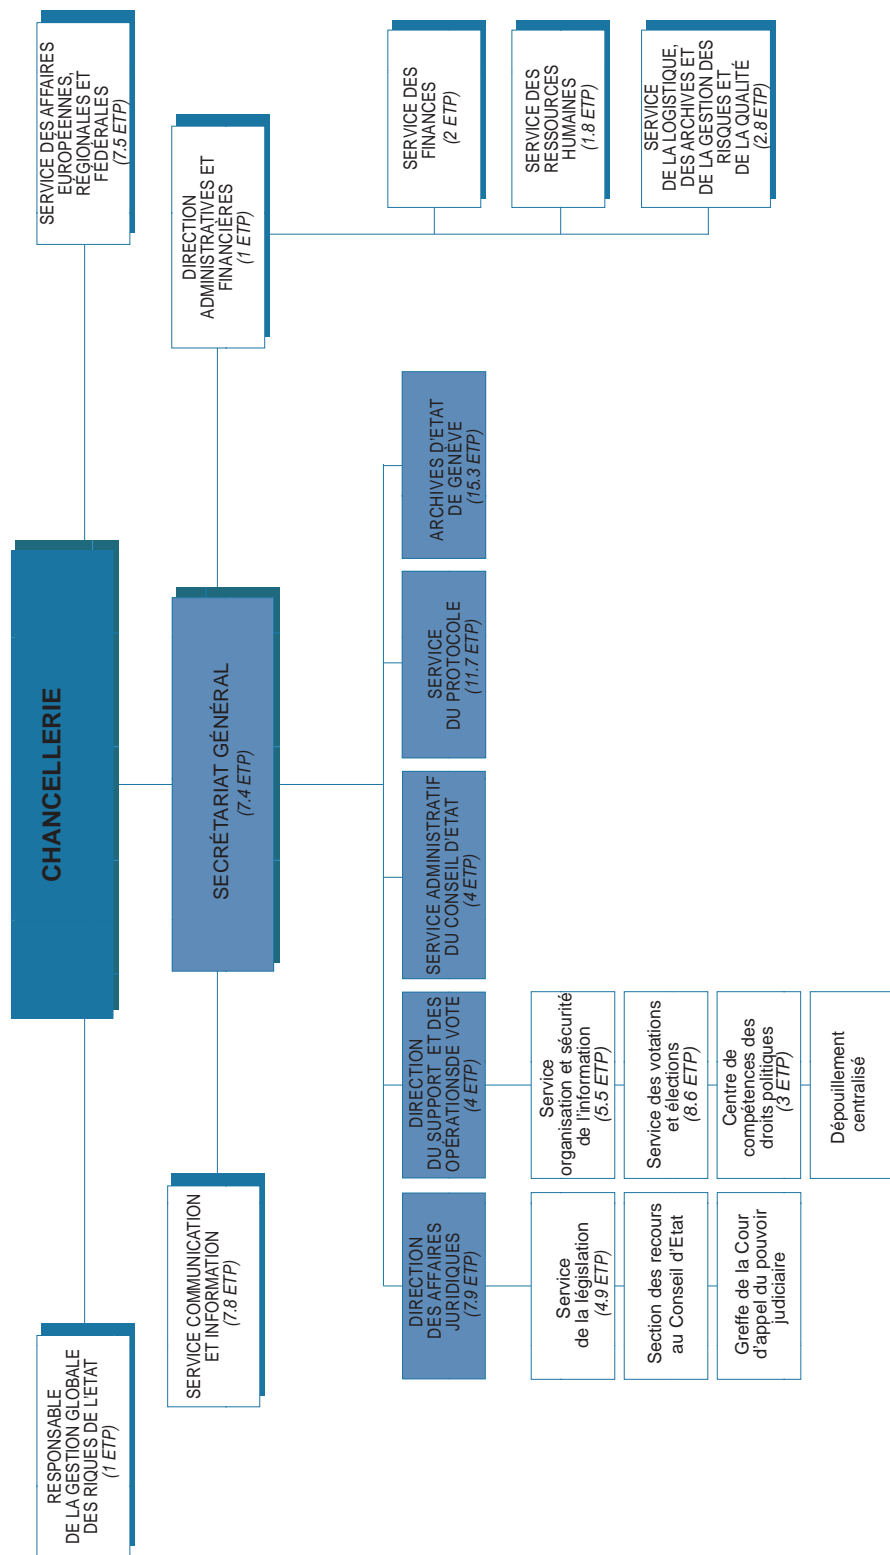 CHANCELLERIE
RESPONSABLE
DE LA GESTION GLOBALE
DES RIQUES DE L'ETAT
(1 ETP)
SERVICE DES AFFAIRES
EUROPÉENNES,
RÉGIONALES ET
FÉDÉRALES
(7.5 ETP)
SERVICE COMMUNICATION
ET INFORMATION
(7.8 ETP)
SECRÉTARIAT GÉNÉRAL
(7.4 ETP)
DIRECTION
ADMINISTRATIVES ET
FINANCIÈRES
(1 ETP)
DIRECTION
DES AFFAIRES
JURIDIQUES
(7.9 ETP)
DIRECTION
DU SUPPORT ET DES
OPÉRATIONSDE VOTE
(4 ETP)
SERVICE ADMINISTRATIF
DU CONSEIL D'ETAT
(4 ETP)
SERVICE
DU PROTOCOLE
(11.7 ETP)
ARCHIVES D'ETAT
DE GENÈVE
(15.3 ETP)
SERVICE DES
FINANCES
(2 ETP)
SERVICE DES
RESSOURCES
HUMAINES
(1.8 ETP)
SERVICE
DE LA LOGISTIQUE,
DES ARCHIVES ET
DE LA GESTION DES
RISQUES ET
DE LA QUALITÉ
(2.8 ETP)
Service
de la législation
(4.9 ETP)
Section des recours
au Conseil d'Etat
Greffe de la Cour
d'appel du pouvoir
judiciaire
Service
organisation et sécurité
de l'information
(5.5 ETP)
Service des votations
et élections
(8.6 ETP)
Centre de
compétences des
droits politiques
(3 ETP)
Dépouillement
centralisé